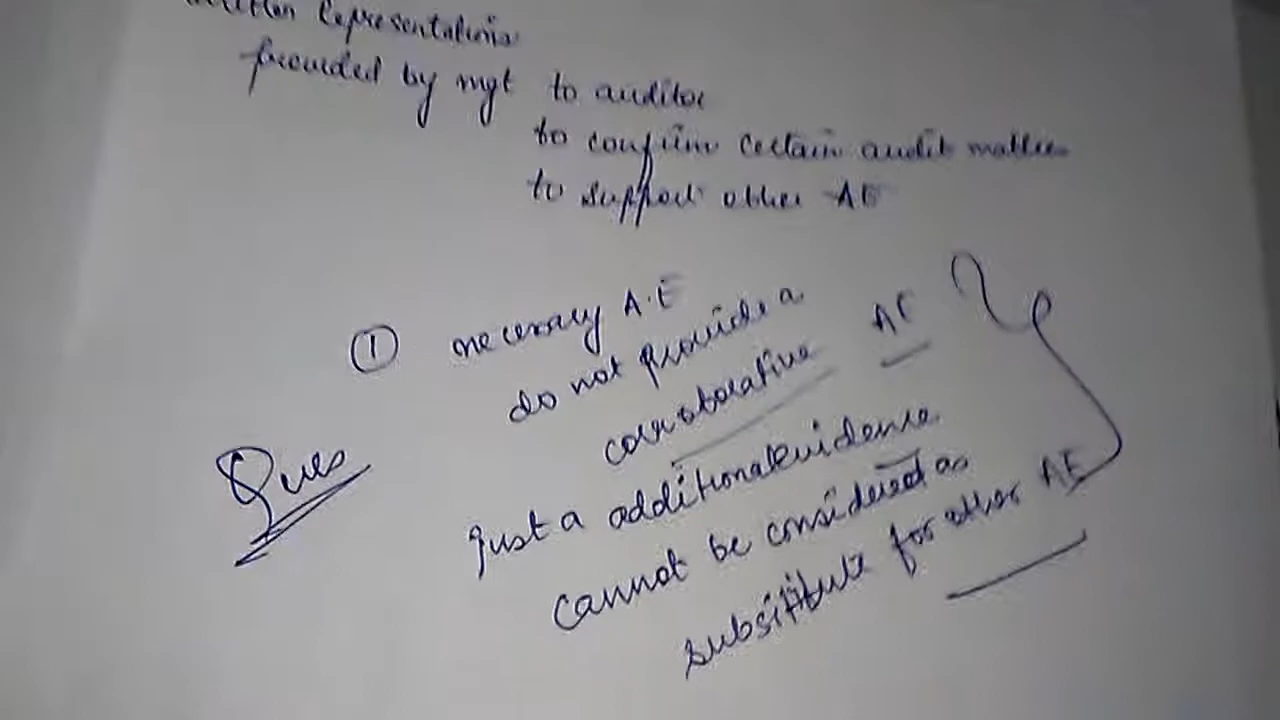 Written Representations
provided by mgt to auditor
to confirm certain audit matter
to support other AE
① necessary A.E
do not provide a
corroborative AE
Just a additional evidence
cannot be considered as
substitute for other AE
Ques